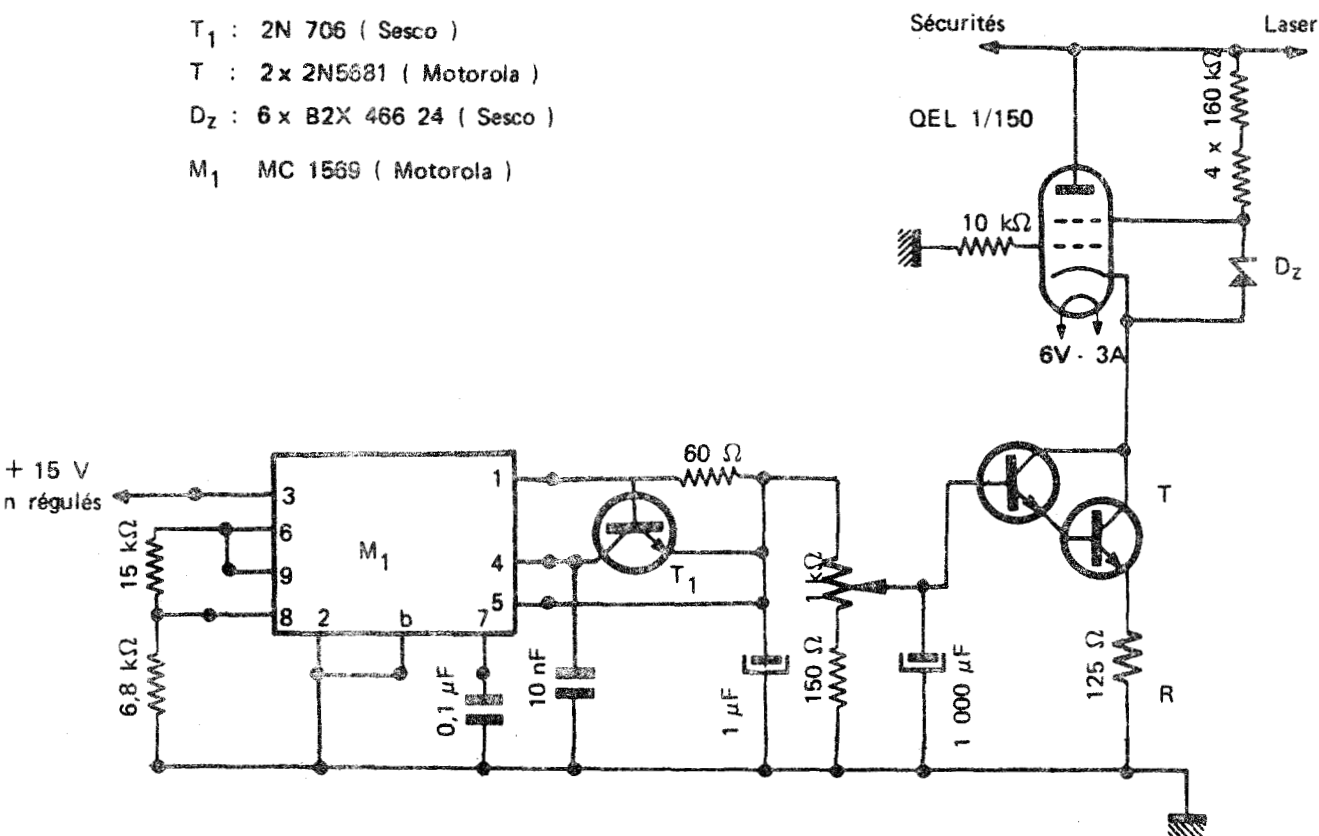 T1 : 2N 706 ( Sesco )
T : 2 x 2N5681 ( Motorola )
Dz : 6 x B2X 466 24 ( Sesco )
M1 MC 1569 ( Motorola )
Sécurités
Laser
QEL 1/150
4 x 160 kΩ
10 kΩ
Dz
6V - 3A
+ 15 V
n régulés
15 kΩ
6,8 kΩ
3
6
9
8
M1
2
b
7
1
4
5
0,1 µF
10 nF
60 Ω
T1
1 µF
1 kΩ
150 Ω
1 000 µF
T
125 Ω
R